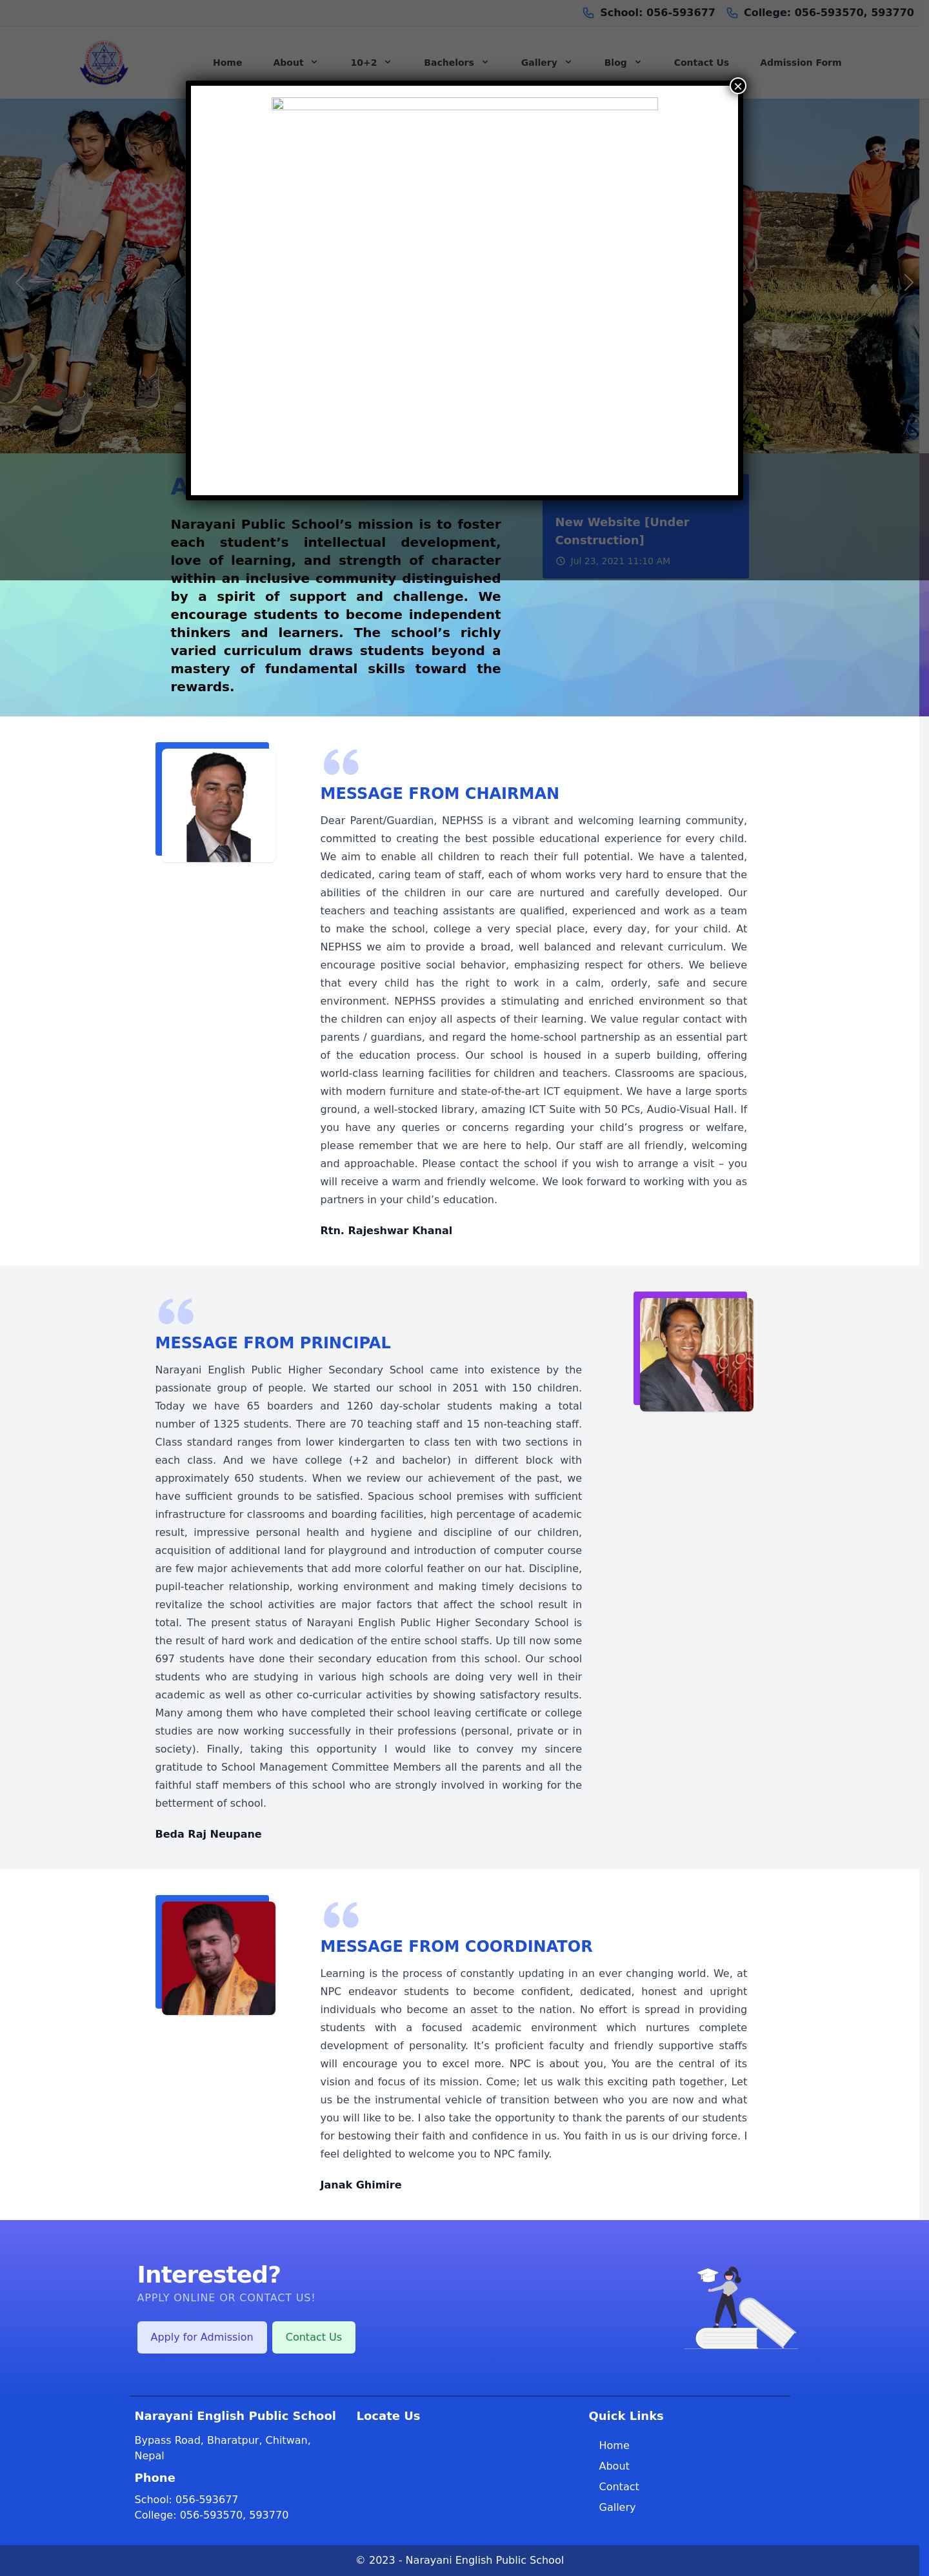 School: 056-593677 College: 056-593570, 593770
Home About 10+2 Bachelors Gallery Blog Contact Us Admission Form
New Website [Under
Construction]
Jul 23, 2021 11:10 AM
Narayani Public School’s mission is to foster
each student’s intellectual development,
love of learning, and strength of character
within an inclusive community distinguished
by a spirit of support and challenge. We
encourage students to become independent
thinkers and learners. The school’s richly
varied curriculum draws students beyond a
mastery of fundamental skills toward the
rewards.
MESSAGE FROM CHAIRMAN
Dear Parent/Guardian, NEPHSS is a vibrant and welcoming learning community,
committed to creating the best possible educational experience for every child.
We aim to enable all children to reach their full potential. We have a talented,
dedicated, caring team of staff, each of whom works very hard to ensure that the
abilities of the children in our care are nurtured and carefully developed. Our
teachers and teaching assistants are qualified, experienced and work as a team
to make the school, college a very special place, every day, for your child. At
NEPHSS we aim to provide a broad, well balanced and relevant curriculum. We
encourage positive social behavior, emphasizing respect for others. We believe
that every child has the right to work in a calm, orderly, safe and secure
environment. NEPHSS provides a stimulating and enriched environment so that
the children can enjoy all aspects of their learning. We value regular contact with
parents / guardians, and regard the home-school partnership as an essential part
of the education process. Our school is housed in a superb building, offering
world-class learning facilities for children and teachers. Classrooms are spacious,
with modern furniture and state-of-the-art ICT equipment. We have a large sports
ground, a well-stocked library, amazing ICT Suite with 50 PCs, Audio-Visual Hall. If
you have any queries or concerns regarding your child’s progress or welfare,
please remember that we are here to help. Our staff are all friendly, welcoming
and approachable. Please contact the school if you wish to arrange a visit – you
will receive a warm and friendly welcome. We look forward to working with you as
partners in your child’s education.
Rtn. Rajeshwar Khanal
MESSAGE FROM PRINCIPAL
Narayani English Public Higher Secondary School came into existence by the
passionate group of people. We started our school in 2051 with 150 children.
Today we have 65 boarders and 1260 day-scholar students making a total
number of 1325 students. There are 70 teaching staff and 15 non-teaching staff.
Class standard ranges from lower kindergarten to class ten with two sections in
each class. And we have college (+2 and bachelor) in different block with
approximately 650 students. When we review our achievement of the past, we
have sufficient grounds to be satisfied. Spacious school premises with sufficient
infrastructure for classrooms and boarding facilities, high percentage of academic
result, impressive personal health and hygiene and discipline of our children,
acquisition of additional land for playground and introduction of computer course
are few major achievements that add more colorful feather on our hat. Discipline,
pupil-teacher relationship, working environment and making timely decisions to
revitalize the school activities are major factors that affect the school result in
total. The present status of Narayani English Public Higher Secondary School is
the result of hard work and dedication of the entire school staffs. Up till now some
697 students have done their secondary education from this school. Our school
students who are studying in various high schools are doing very well in their
academic as well as other co-curricular activities by showing satisfactory results.
Many among them who have completed their school leaving certificate or college
studies are now working successfully in their professions (personal, private or in
society). Finally, taking this opportunity I would like to convey my sincere
gratitude to School Management Committee Members all the parents and all the
faithful staff members of this school who are strongly involved in working for the
betterment of school.
Beda Raj Neupane
MESSAGE FROM COORDINATOR
Learning is the process of constantly updating in an ever changing world. We, at
NPC endeavor students to become confident, dedicated, honest and upright
individuals who become an asset to the nation. No effort is spread in providing
students with a focused academic environment which nurtures complete
development of personality. It’s proficient faculty and friendly supportive staffs
will encourage you to excel more. NPC is about you, You are the central of its
vision and focus of its mission. Come; let us walk this exciting path together, Let
us be the instrumental vehicle of transition between who you are now and what
you will like to be. I also take the opportunity to thank the parents of our students
for bestowing their faith and confidence in us. You faith in us is our driving force. I
feel delighted to welcome you to NPC family.
Janak Ghimire
Interested?
APPLY ONLINE OR CONTACT US!
Apply for Admission Contact Us
Narayani English Public School
Bypass Road, Bharatpur, Chitwan,
Nepal
Phone
School: 056-593677
College: 056-593570, 593770
Locate Us
Quick Links
Home
About
Contact
Gallery
© 2023 - Narayani English Public School